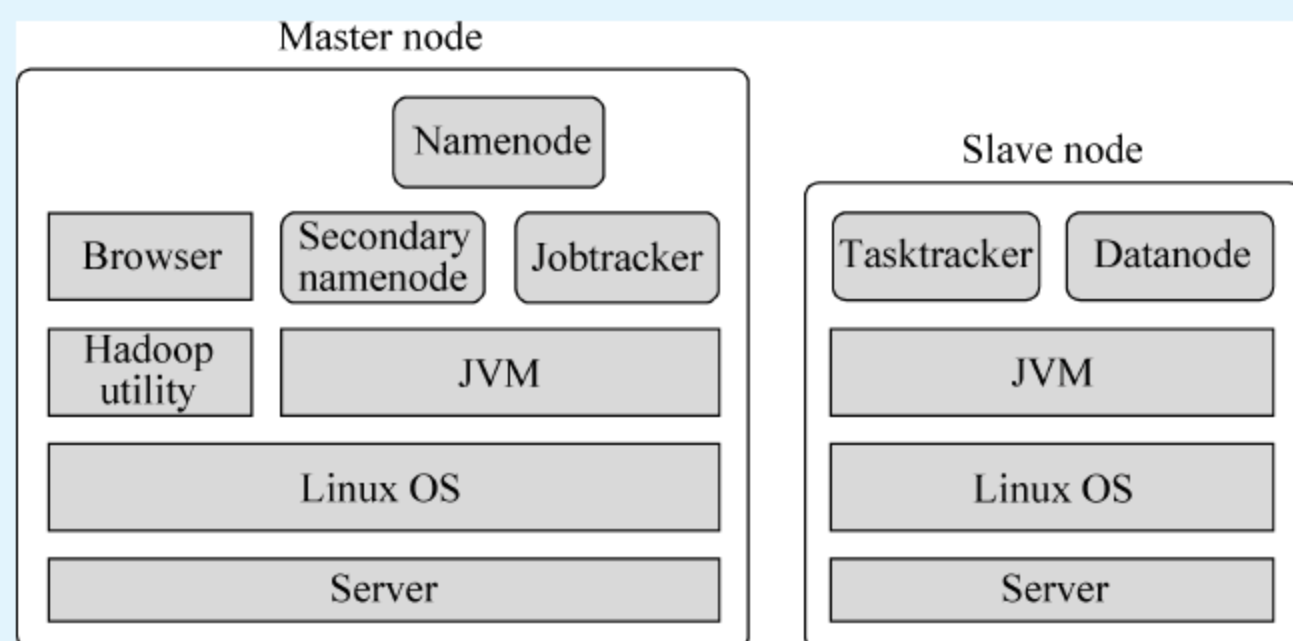 Master node
Namenode
Browser
Secondary
namenode
Jobtracker
Hadoop
utility
JVM
Linux OS
Server
Slave node
Tasktracker
Datanode
JVM
Linux OS
Server